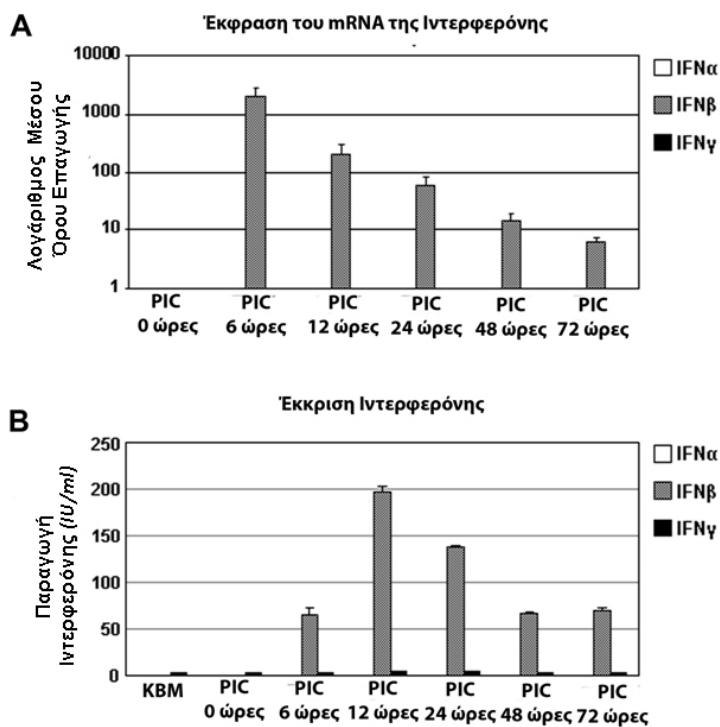 A
Έκφραση του mRNA της Ιντερφερόνης
Λογάριθμος Μέσου
Όρου Επαγωγής
10000
1000
100
10
1
IFNα
IFNβ
IFNγ
PIC PIC PIC PIC PIC PIC
0 ώρες 6 ώρες 12 ώρες 24 ώρες 48 ώρες 72 ώρες
B
Έκκριση Ιντερφερόνης
Παραγωγή
Ιντερφερόνης (IU/ml)
250
200
150
100
50
0
IFNα
IFNβ
IFNγ
KBM PIC PIC PIC PIC PIC PIC
0 ώρες 6 ώρες 12 ώρες 24 ώρες 48 ώρες 72 ώρες